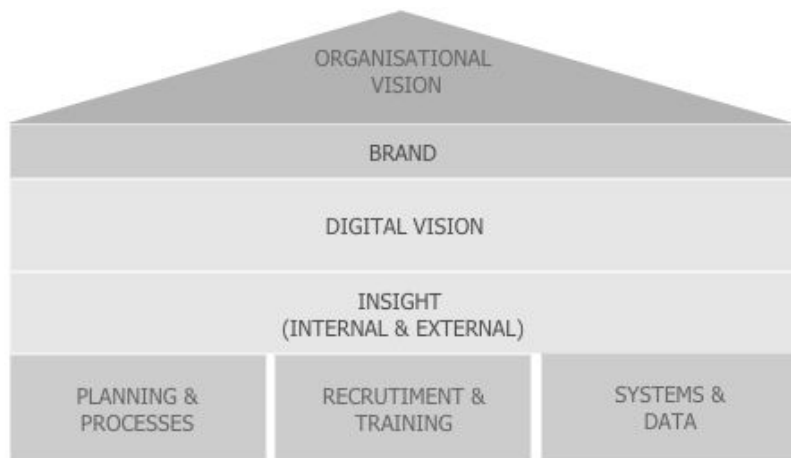 ORGANISATIONAL
VISION
BRAND
DIGITAL VISION
INSIGHT
(INTERNAL & EXTERNAL)
PLANNING &
PROCESSES
RECRUTIMENT &
TRAINING
SYSTEMS &
DATA